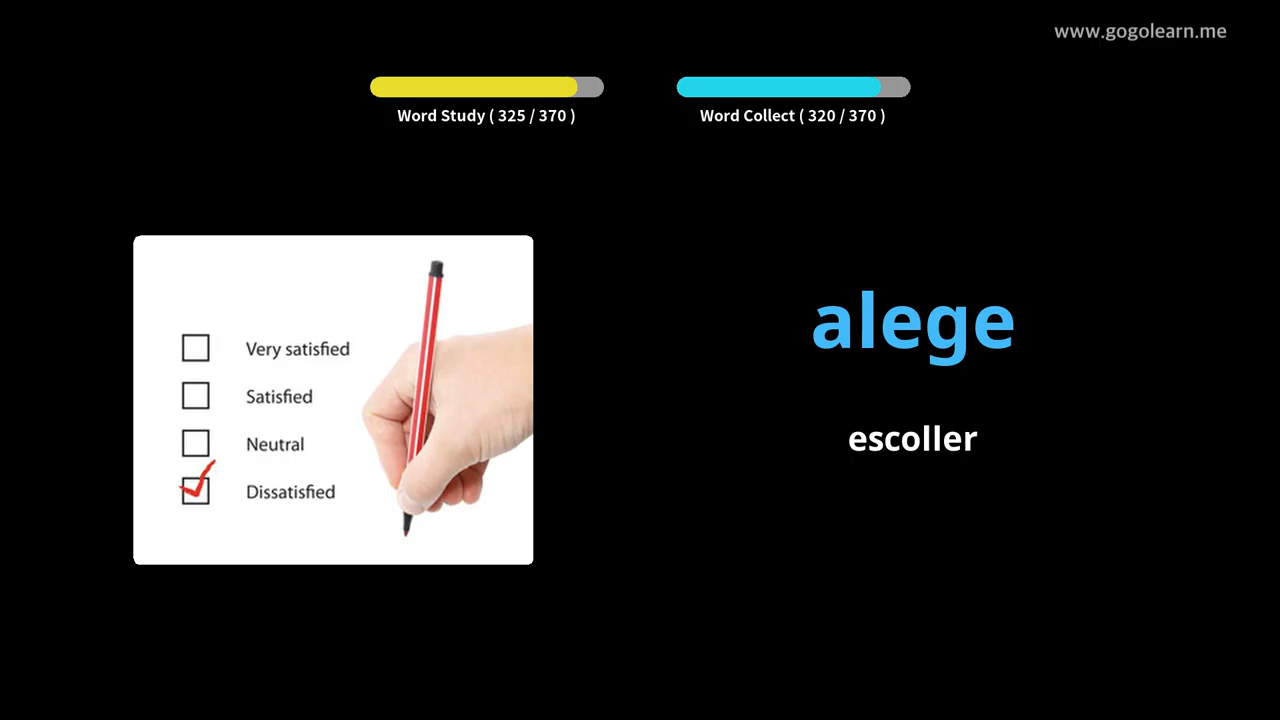 www.gogolearn.me
Word Study ( 325 / 370 )
Word Collect ( 320 / 370 )
Very satisfied
Satisfied
Neutral
Dissatisfied
alege
escoller